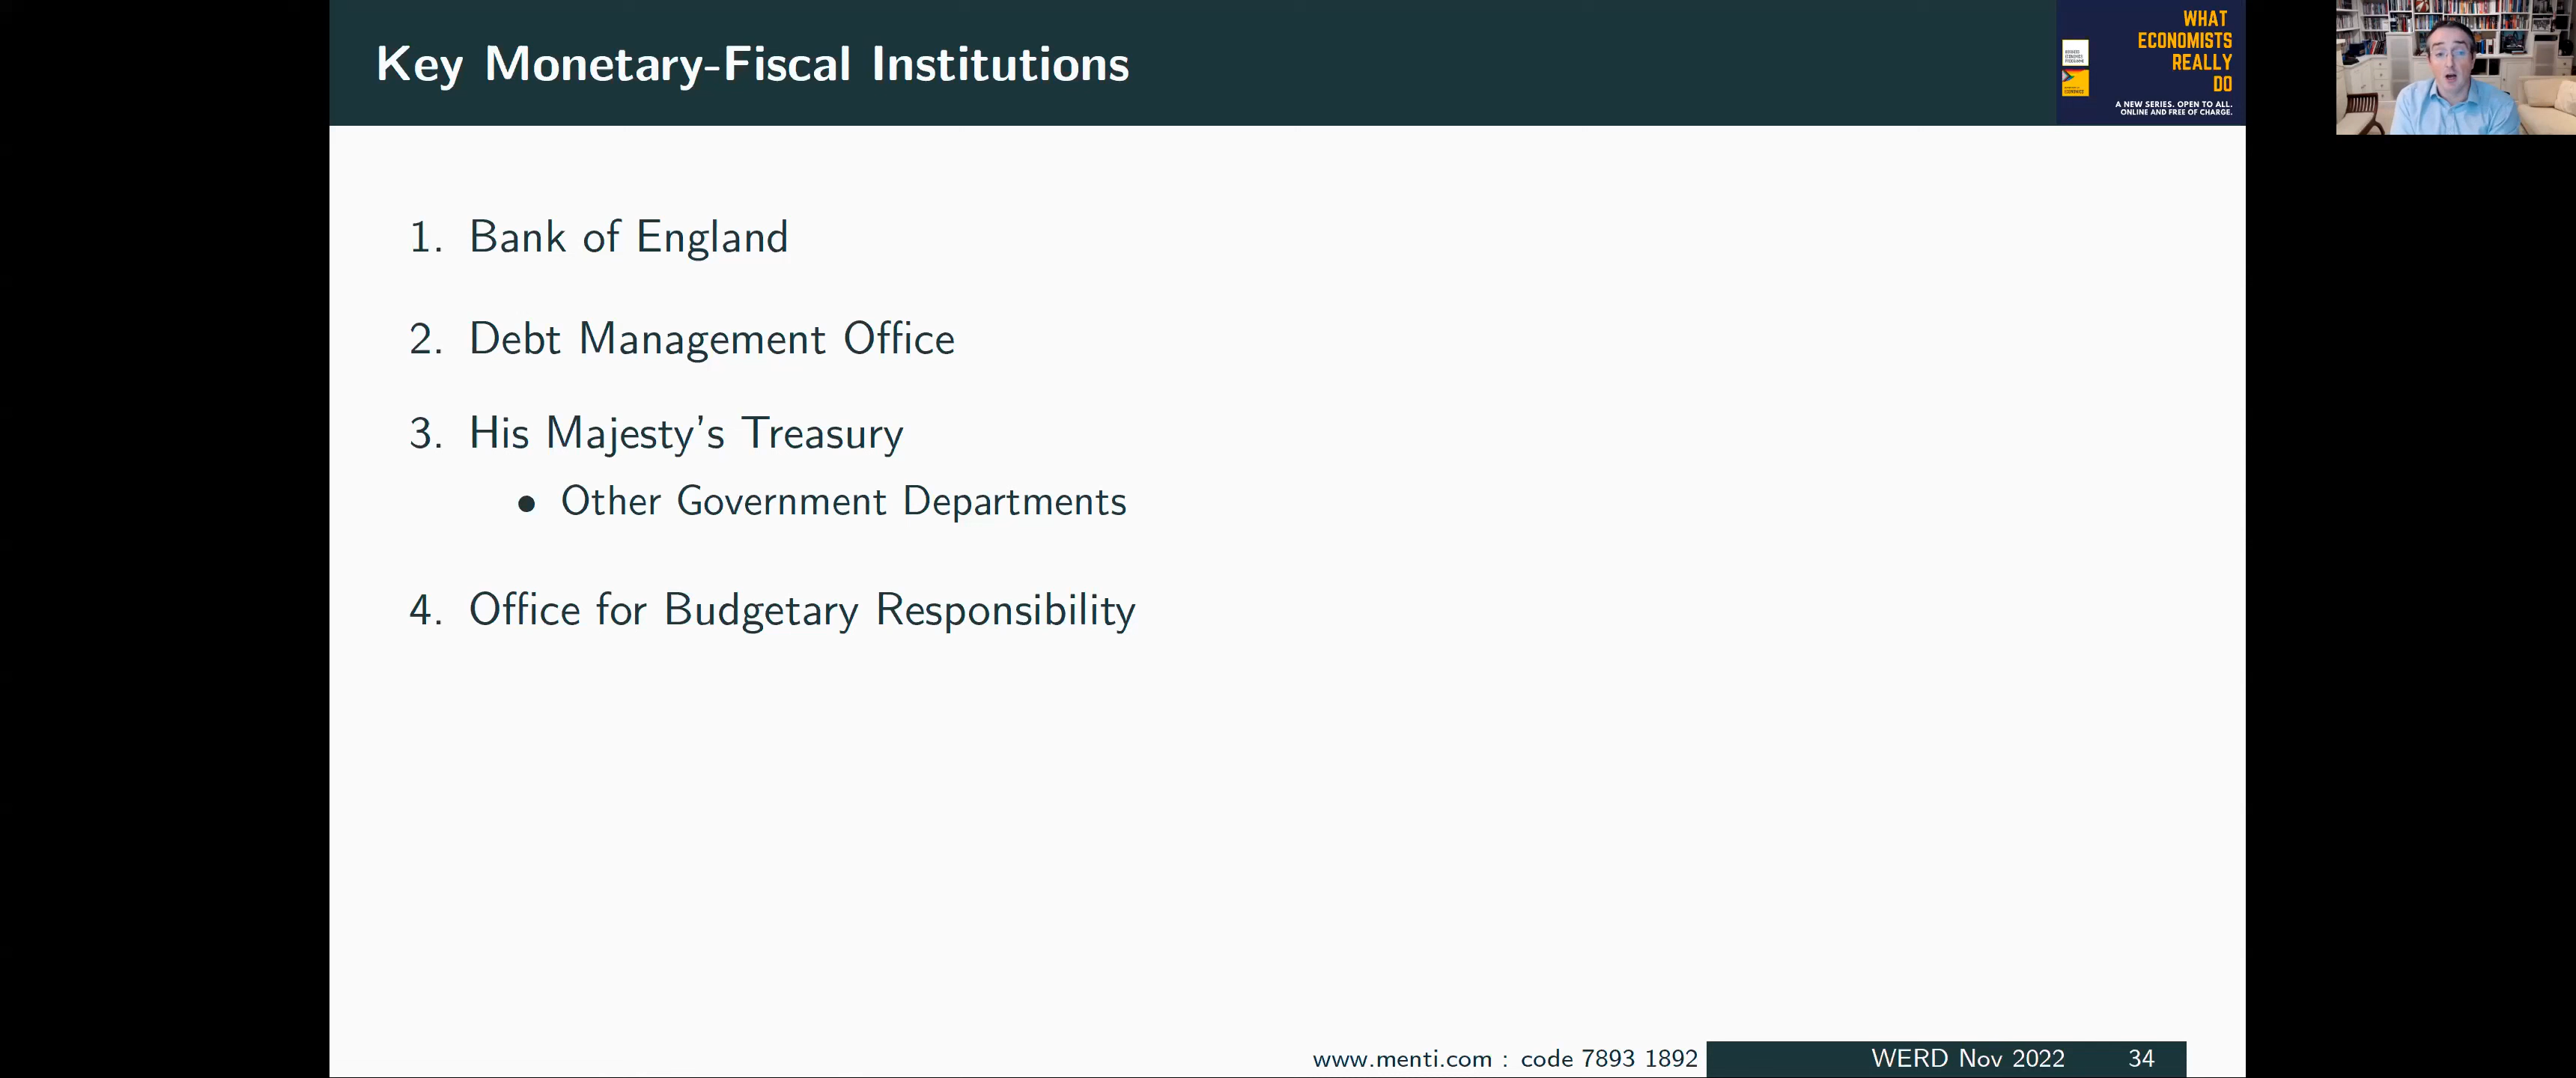 Key Monetary-Fiscal Institutions
WHAT
ECONOMISTS
REALLY
DO
A NEW SERIES. OPEN TO ALL.
ONLINE AND FREE OF CHARGE.
1. Bank of England
2. Debt Management Office
3. His Majesty's Treasury
• Other Government Departments
4. Office for Budgetary Responsibility
www.menti.com : code 7893 1892
WERD Nov 2022 34